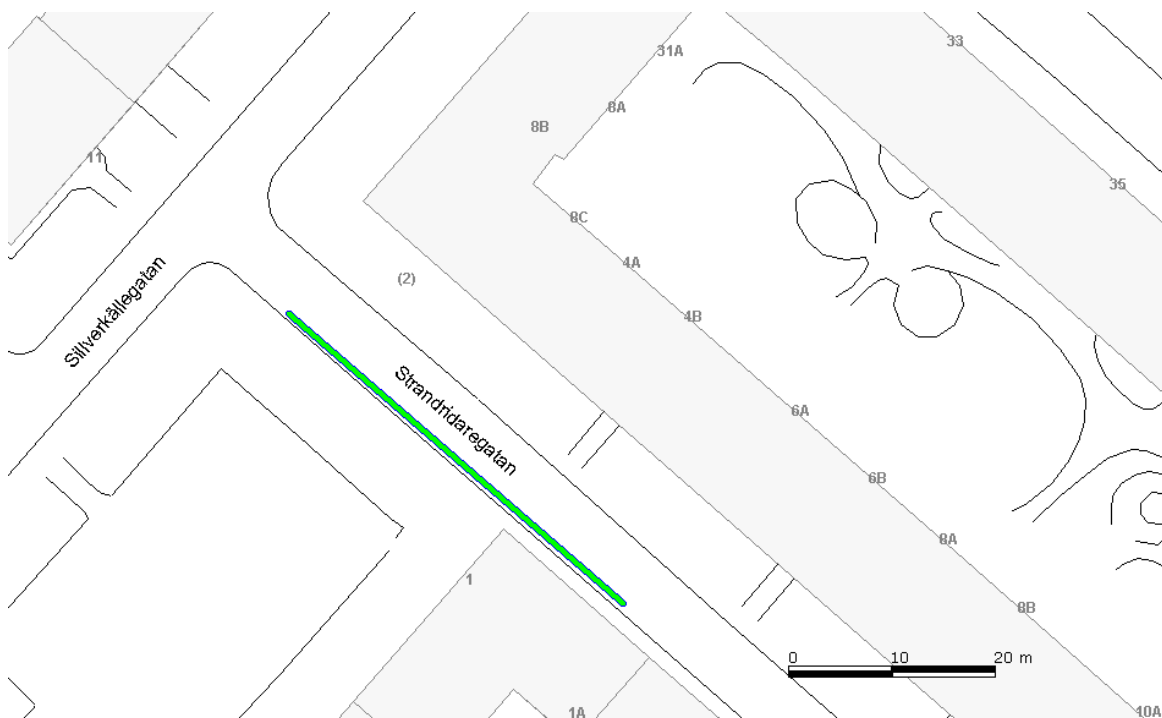 33
31A
8A
8B
11
35
8C
4A
(2)
Sillverkällegatan
4B
Strandridaregatan
6A
6B
8A
1
8B
0 10 20 m
1A
10A